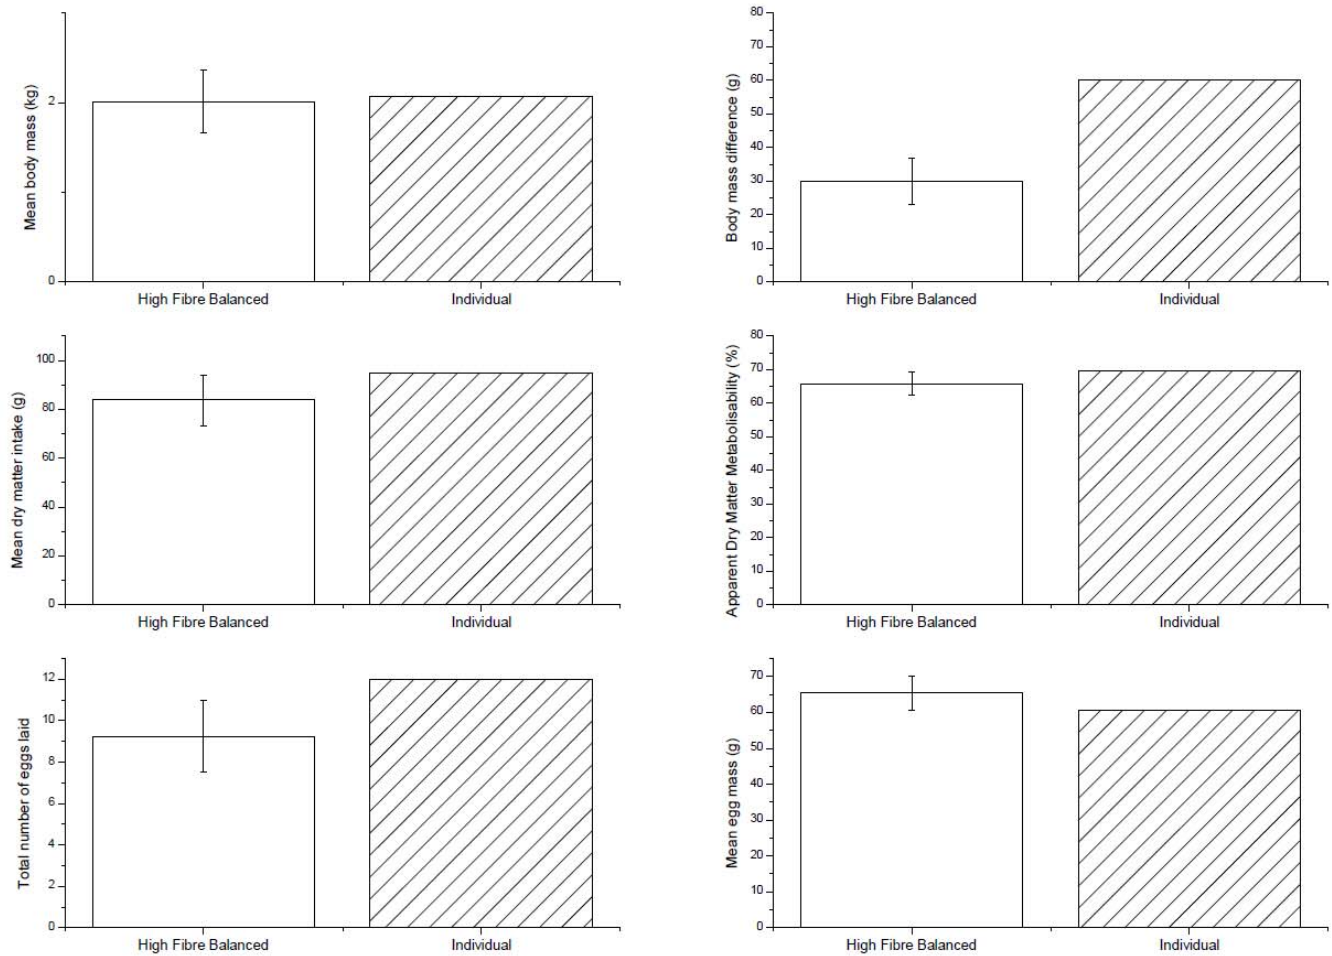 Mean body mass (kg)
2
0
High Fibre Balanced
Individual
Body mass difference (g)
80
70
60
50
40
30
20
10
0
High Fibre Balanced
Individual
Mean dry matter intake (g)
100
80
60
40
20
0
High Fibre Balanced
Individual
Apparent Dry Matter Metabolisability (%)
80
70
60
50
40
30
20
10
0
High Fibre Balanced
Individual
Total number of eggs laid
12
10
8
6
4
2
0
High Fibre Balanced
Individual
Mean egg mass (g)
70
60
50
40
30
20
10
0
High Fibre Balanced
Individual